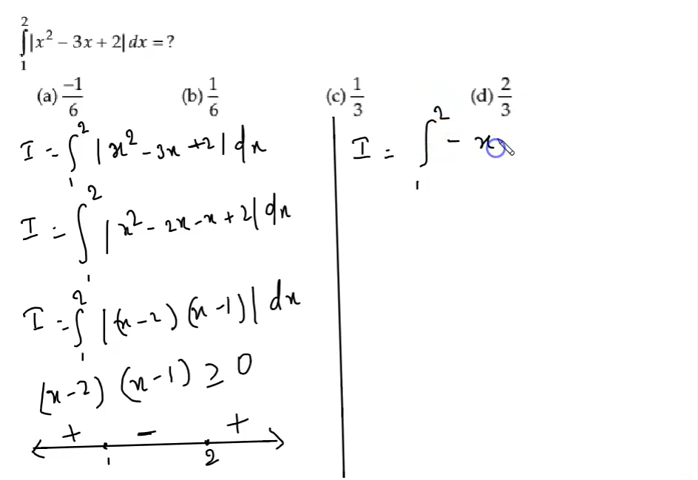 ∫₁² |x² − 3x + 2| dx = ?
(a) −1/6 (b) 1/6 (c) 1/3 (d) 2/3
I = ∫₁² |x² − 3x + 2| dx
I = ∫₁² |x² − 2x − x + 2| dx
I = ∫₁² |(x − 2)(x − 1)| dx
(x − 2)(x − 1) ≥ 0
+ − +
1 2
I = ∫₁² − x